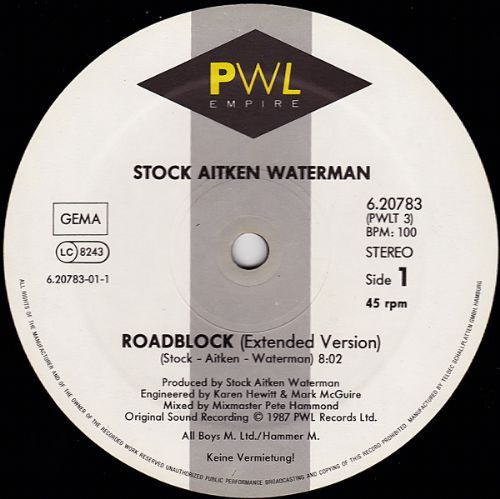 PWL
EMPIRE
STOCK AITKEN WATERMAN
GEMA
LC 8243
6.20783-01-1
6.20783
(PWLT 3)
BPM: 100
STEREO
Side 1
45 rpm
ROADBLOCK (Extended Version)
(Stock - Aitken - Waterman) 8:02
Produced by Stock Aitken Waterman
Engineered by Karen Hewitt & Mark McGuire
Mixed by Mixmaster Pete Hammond
Original Sound Recording © 1987 PWL Records Ltd.
All Boys M. Ltd./Hammer M.
Keine Vermietung!
ALL RIGHTS OF THE MANUFACTURER AND OF THE OWNER OF THE RECORDED WORK RESERVED UNAUTHORIZED PUBLIC PERFORMANCE BROADCASTING AND COPYING OF THIS RECORD PROHIBITED. MANUFACTURED BY TELDEC SCHALLPLATTEN GMBH, HAMBURG